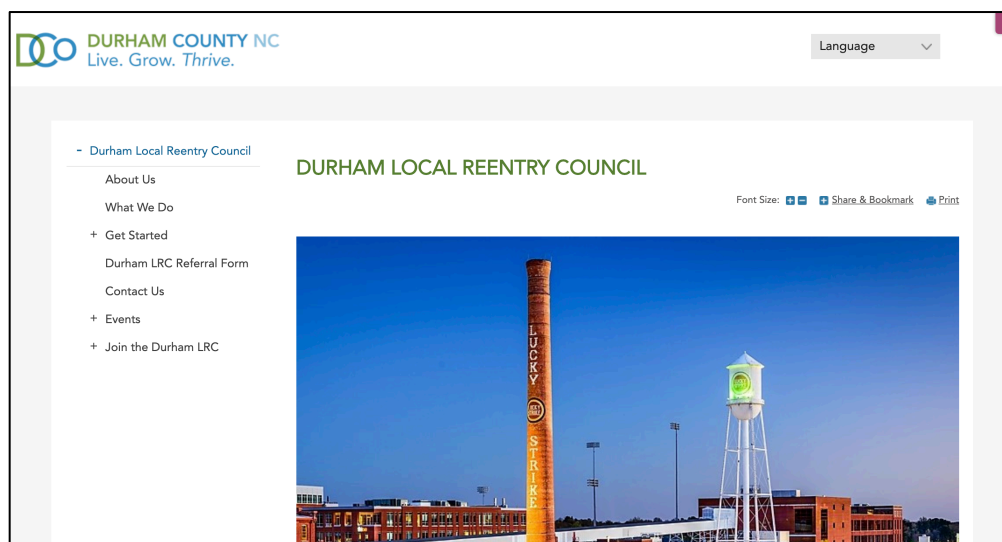 DCO
DURHAM COUNTY NC
Live. Grow. Thrive.
Language
- Durham Local Reentry Council
About Us
What We Do
+ Get Started
Durham LRC Referral Form
Contact Us
+ Events
+ Join the Durham LRC
DURHAM LOCAL REENTRY COUNCIL
Font Size: + - + Share & Bookmark Print
LUCKY
STRIKE